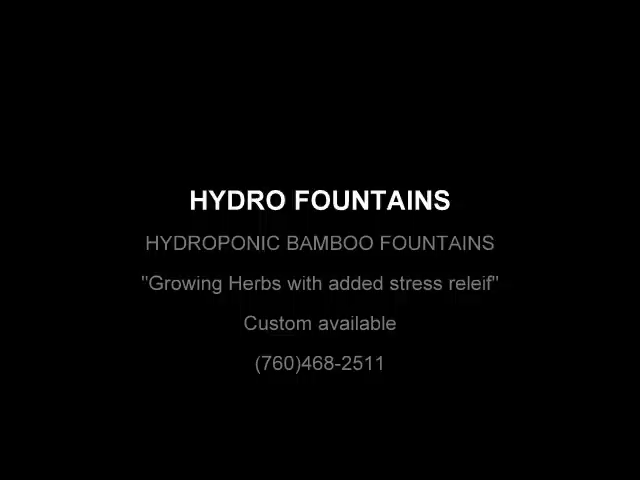 HYDRO FOUNTAINS
HYDROPONIC BAMBOO FOUNTAINS
"Growing Herbs with added stress releif"
Custom available
(760)468-2511